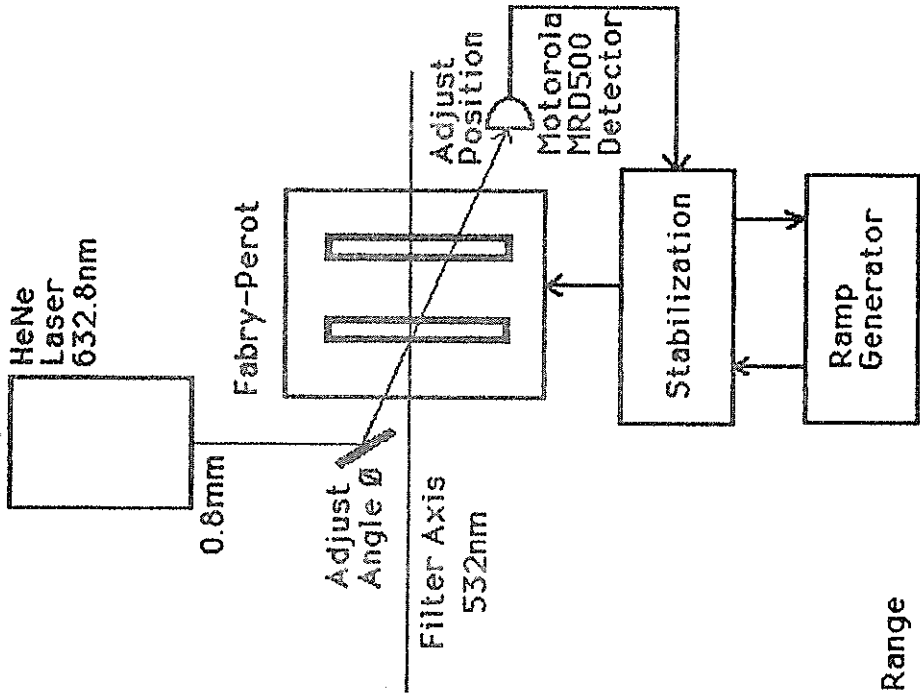 HeNe
Laser
632.8nm
0.8mm
Fabry-Perot
Adjust
Angle Ø
Filter Axis
532nm
Adjust
Position
Motorola
MRD500
Detector
Stabilization
Ramp
Generator
Range